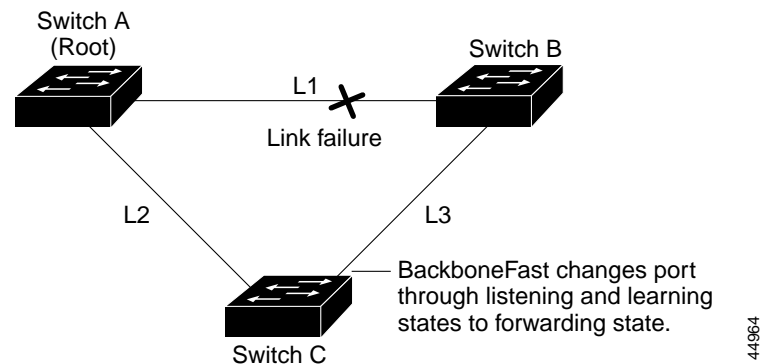 Switch A
(Root)
Switch B
L1
Link failure
L2
L3
BackboneFast changes port
through listening and learning
states to forwarding state.
Switch C
44964